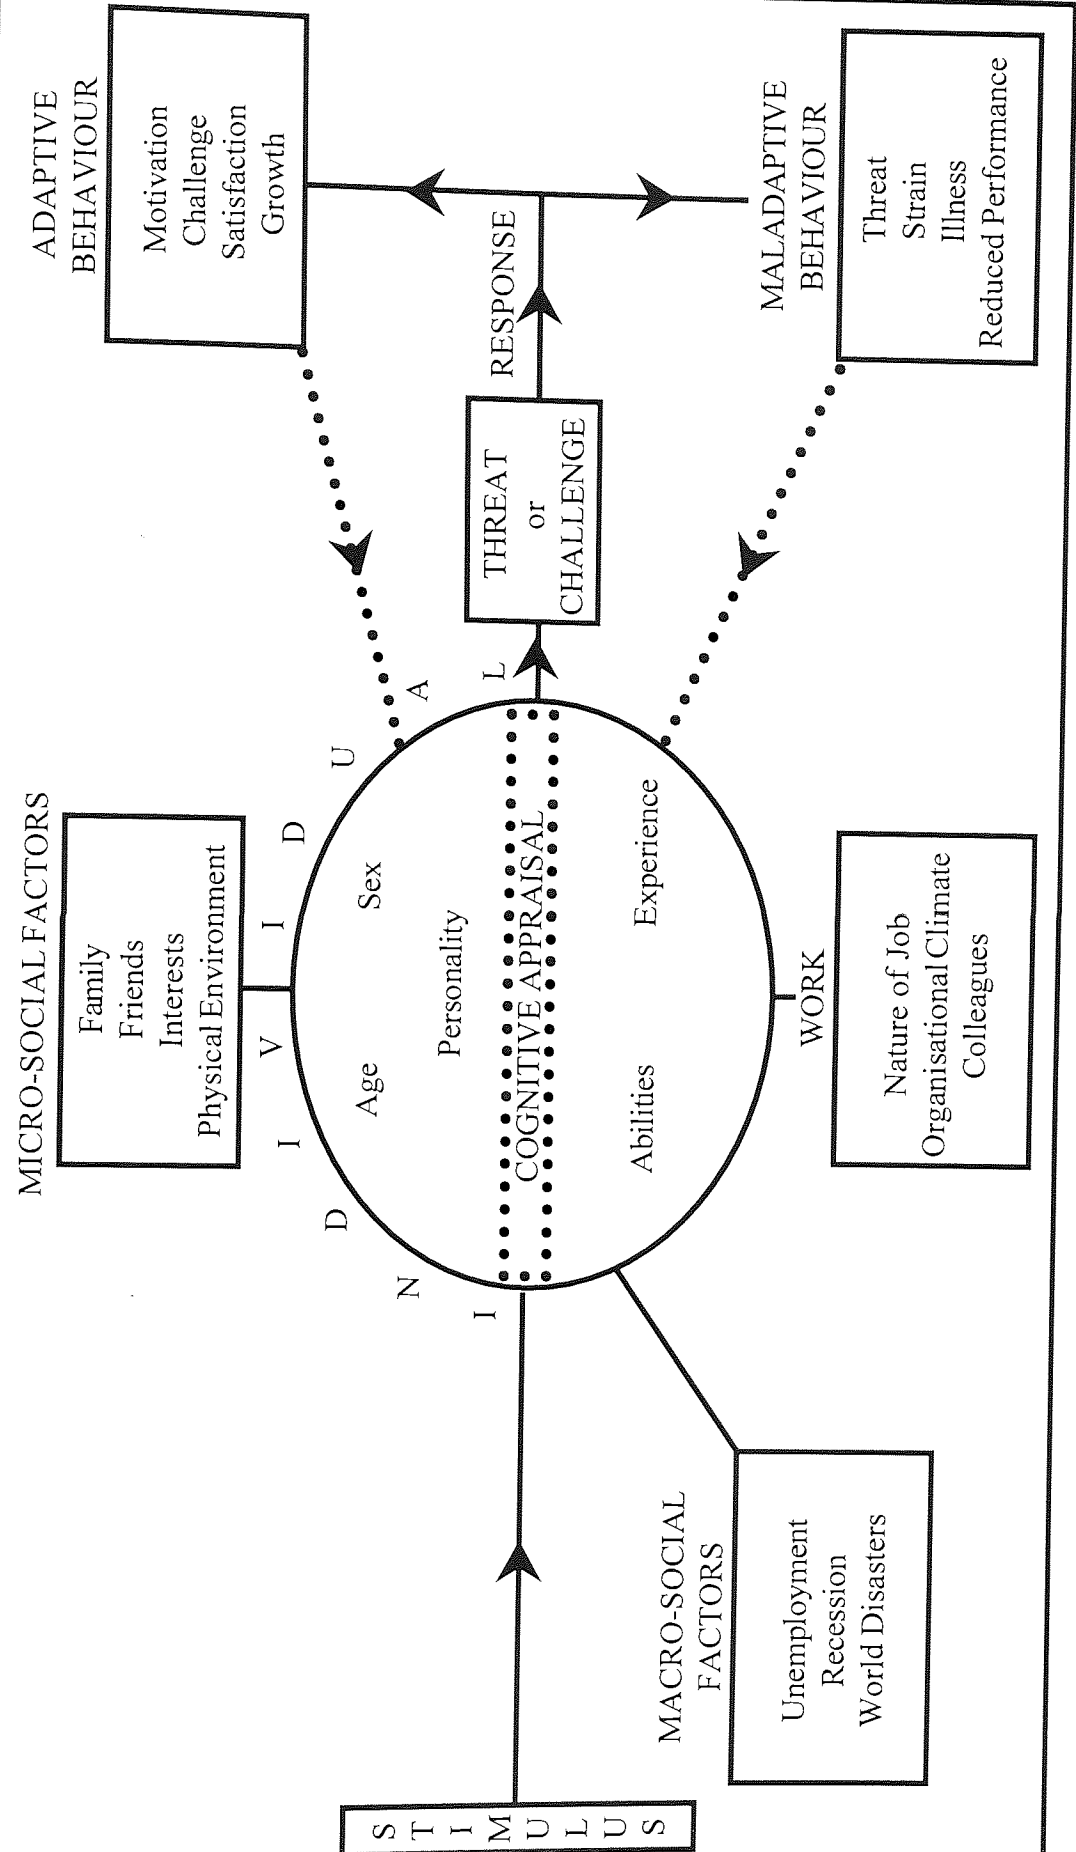 STIMULUS
MICRO-SOCIAL FACTORS
Family
Friends
Interests
Physical Environment
INDIVIDUAL
Age
Sex
Personality
COGNITIVE APPRAISAL
Abilities
Experience
MACRO-SOCIAL
FACTORS
Unemployment
Recession
World Disasters
WORK
Nature of Job
Organisational Climate
Colleagues
THREAT
or
CHALLENGE
RESPONSE
ADAPTIVE
BEHAVIOUR
Motivation
Challenge
Satisfaction
Growth
MALADAPTIVE
BEHAVIOUR
Threat
Strain
Illness
Reduced Performance